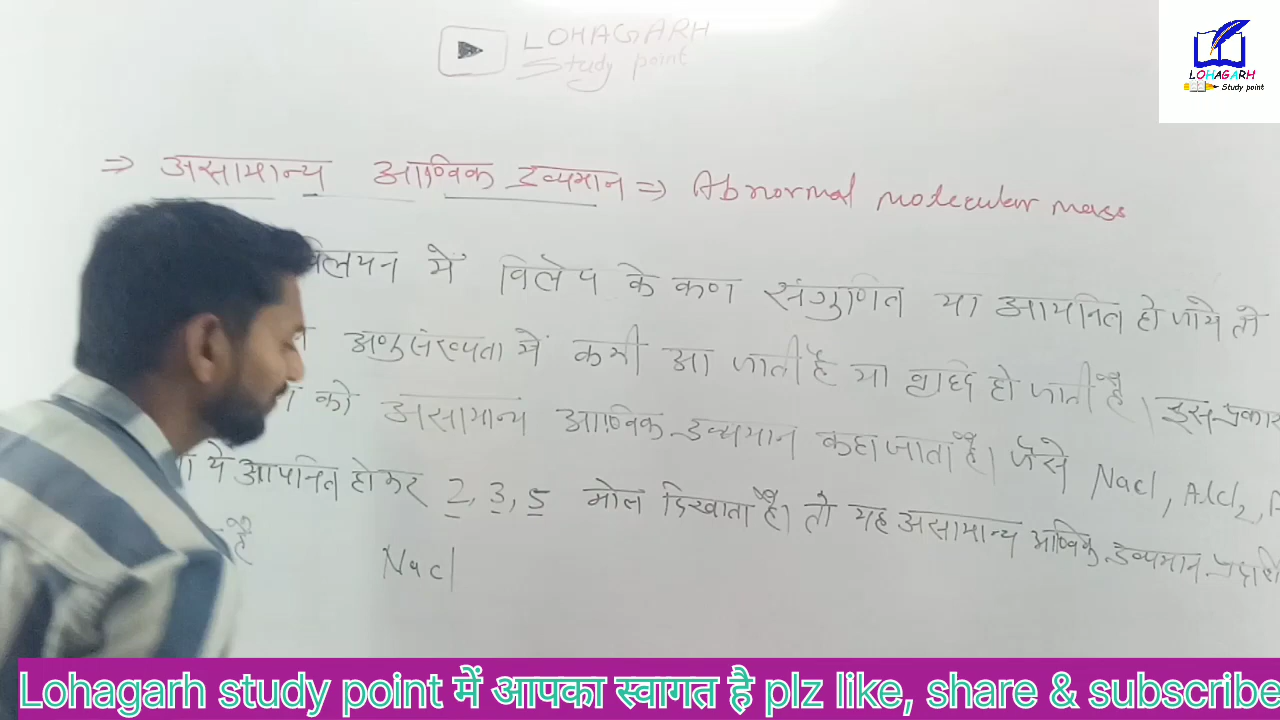 LOHAGARH
Study point
LOHAGARH
Study point
⇒ असामान्य आण्विक द्रव्यमान ⇒ Abnormal molecular mass
विलयन में विलेय के कण संगुणित या आयनित हो जाये तो
अणुसंख्यता में कमी आ जाती है या वृद्धि हो जाती है। इस प्रकार
को असामान्य आण्विक द्रव्यमान कहा जाता है। जैसे Nacl, Alcl2,
ये आयनित होकर 2, 3, 5 मोल दिखाता है। तो यह असामान्य आण्विक द्रव्यमान
है Nacl
Lohagarh study point में आपका स्वागत है plz like, share & subscribe